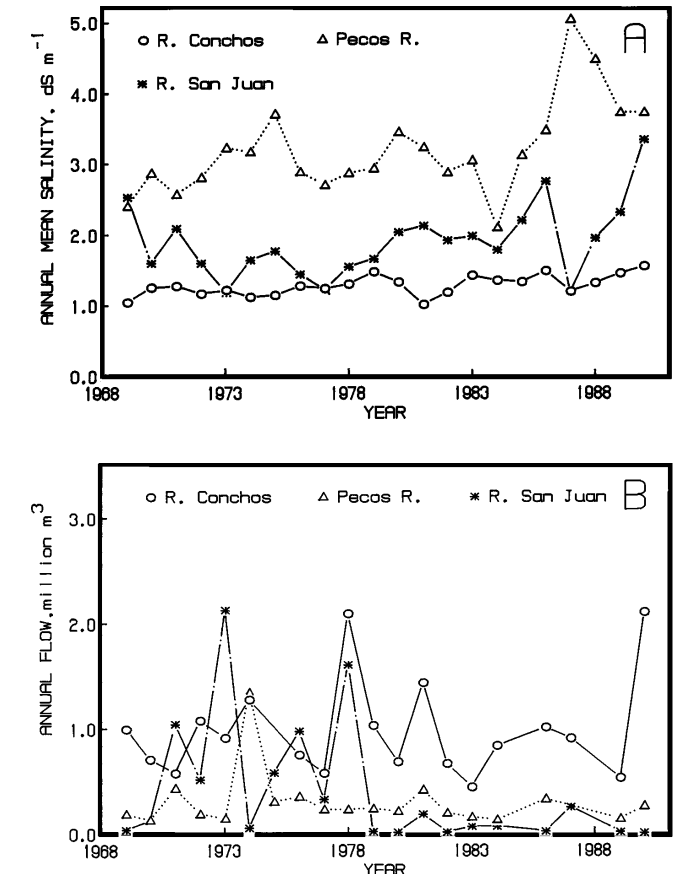 A
R. Conchos Pecos R.
R. San Juan
ANNUAL MEAN SALINITY, dS m⁻¹
5.0
4.0
3.0
2.0
1.0
0.0
1968 1973 1978 1983 1988
YEAR
B
R. Conchos Pecos R. R. San Juan
ANNUAL FLOW,million m³
3.0
2.0
1.0
0.0
1968 1973 1978 1983 1988
YEAR